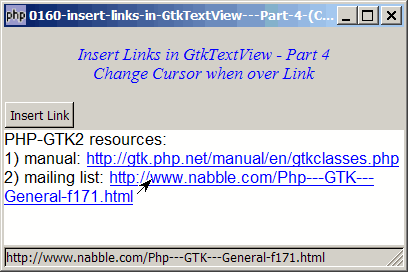 php 0160-insert-links-in-GtkTextView---Part-4-(C...
Insert Links in GtkTextView - Part 4
Change Cursor when over Link
Insert Link
PHP-GTK2 resources:
1) manual: http://gtk.php.net/manual/en/gtkclasses.php
2) mailing list: http://www.nabble.com/Php---GTK---
General-f171.html
http://www.nabble.com/Php---GTK---General-f171.html